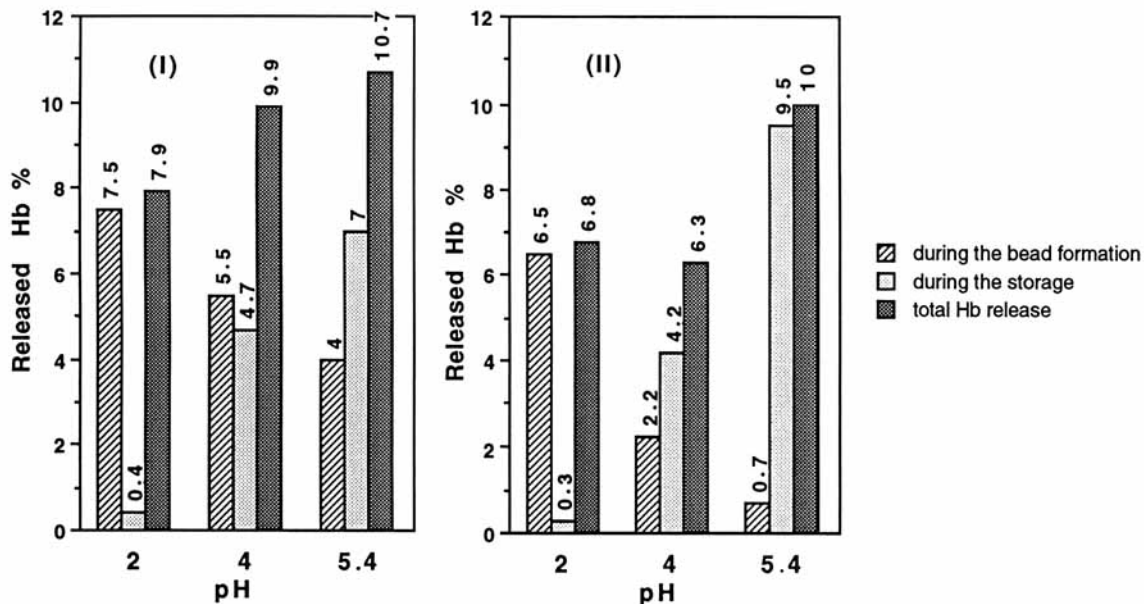 (I)
Released Hb %
12
10
8
6
4
2
0
7.5
0.4
7.9
5.5
4.7
9.9
4
7
10.7
2 4 5.4
pH
(II)
Released Hb %
12
10
8
6
4
2
0
6.5
0.3
6.8
2.2
4.2
6.3
0.7
9.5
10
2 4 5.4
pH
during the bead formation
during the storage
total Hb release